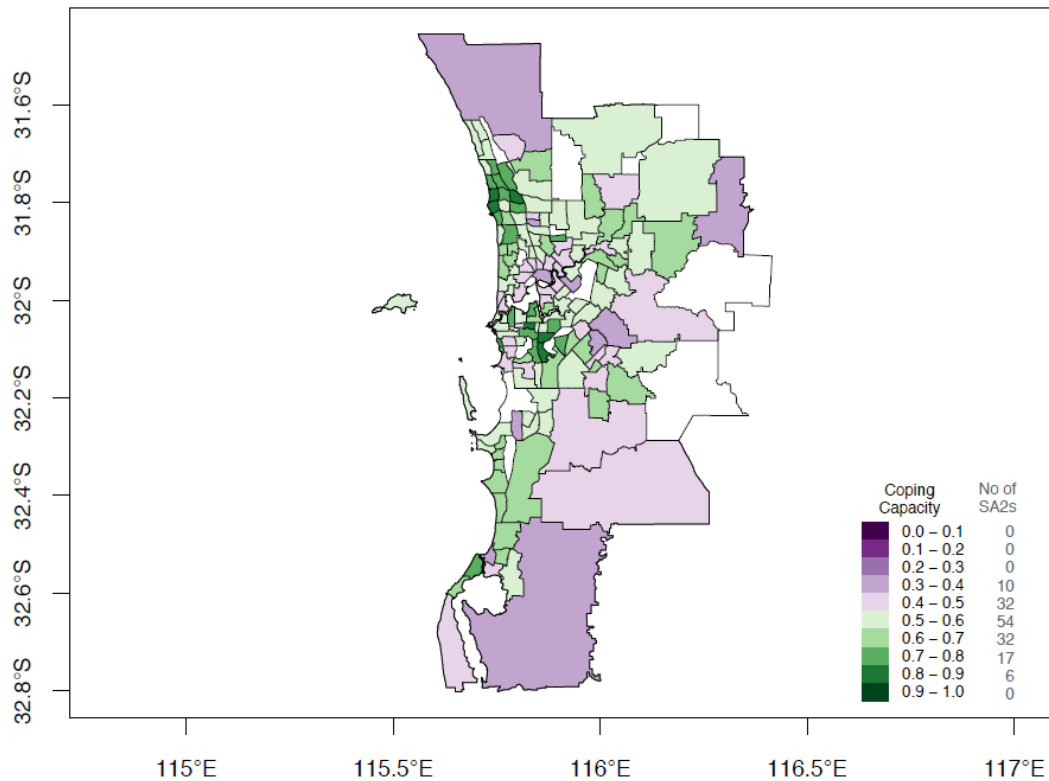 31.6°S
31.8°S
32°S
32.2°S
32.4°S
32.6°S
32.8°S
Coping Capacity No of SA2s
0.0 – 0.1 0
0.1 – 0.2 0
0.2 – 0.3 0
0.3 – 0.4 10
0.4 – 0.5 32
0.5 – 0.6 54
0.6 – 0.7 32
0.7 – 0.8 17
0.8 – 0.9 6
0.9 – 1.0 0
115°E 115.5°E 116°E 116.5°E 117°E